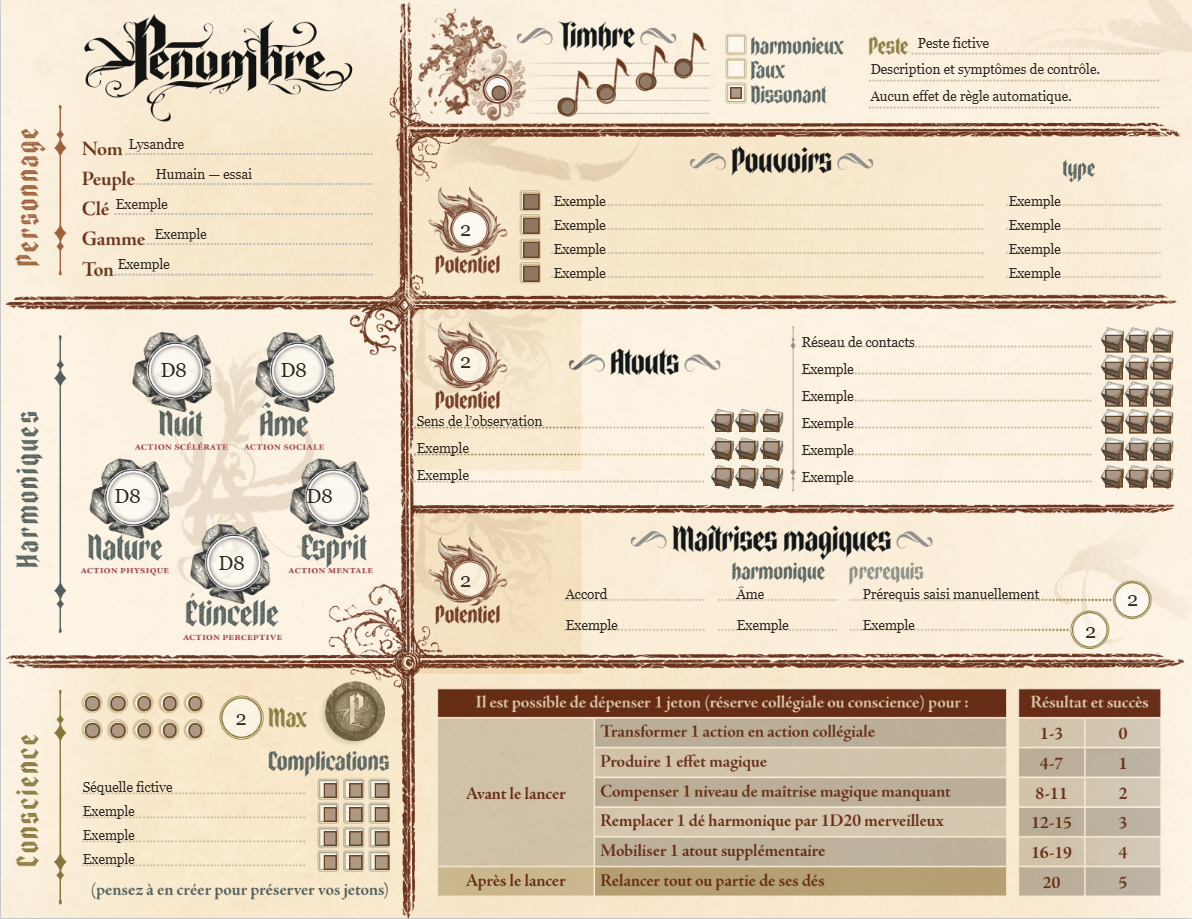 Pénombre
Personnage
Nom Lysandre
Peuple Humain — essai
Clé Exemple
Gamme Exemple
Ton Exemple
Timbre
harmonieux
Faux
Dissonant
Peste Peste fictive
Description et symptômes de contrôle.
Aucun effet de règle automatique.
Pouvoirs
type
2
Potentiel
Exemple Exemple
Exemple Exemple
Exemple Exemple
Exemple Exemple
Harmoniques
D8
Nuit
ACTION SCÉLÉRATE
D8
Âme
ACTION SOCIALE
D8
Nature
ACTION PHYSIQUE
D8
Esprit
ACTION MENTALE
D8
Étincelle
ACTION PERCEPTIVE
2
Potentiel
Atouts
Sens de l'observation
Exemple
Exemple
Réseau de contacts
Exemple
Exemple
Exemple
Exemple
Exemple
Maîtrises magiques
harmonique prerequis
2
Potentiel
Accord Âme Prérequis saisi manuellement 2
Exemple Exemple Exemple 2
Conscience
2 Max
P
Complications
Séquelle fictive
Exemple
Exemple
Exemple
(pensez à en créer pour préserver vos jetons)
Il est possible de dépenser 1 jeton (réserve collégiale ou conscience) pour :
Avant le lancer
Transformer 1 action en action collégiale
Produire 1 effet magique
Compenser 1 niveau de maîtrise magique manquant
Remplacer 1 dé harmonique par 1D20 merveilleux
Mobiliser 1 atout supplémentaire
Après le lancer Relancer tout ou partie de ses dés
Résultat et succès
1-3 0
4-7 1
8-11 2
12-15 3
16-19 4
20 5